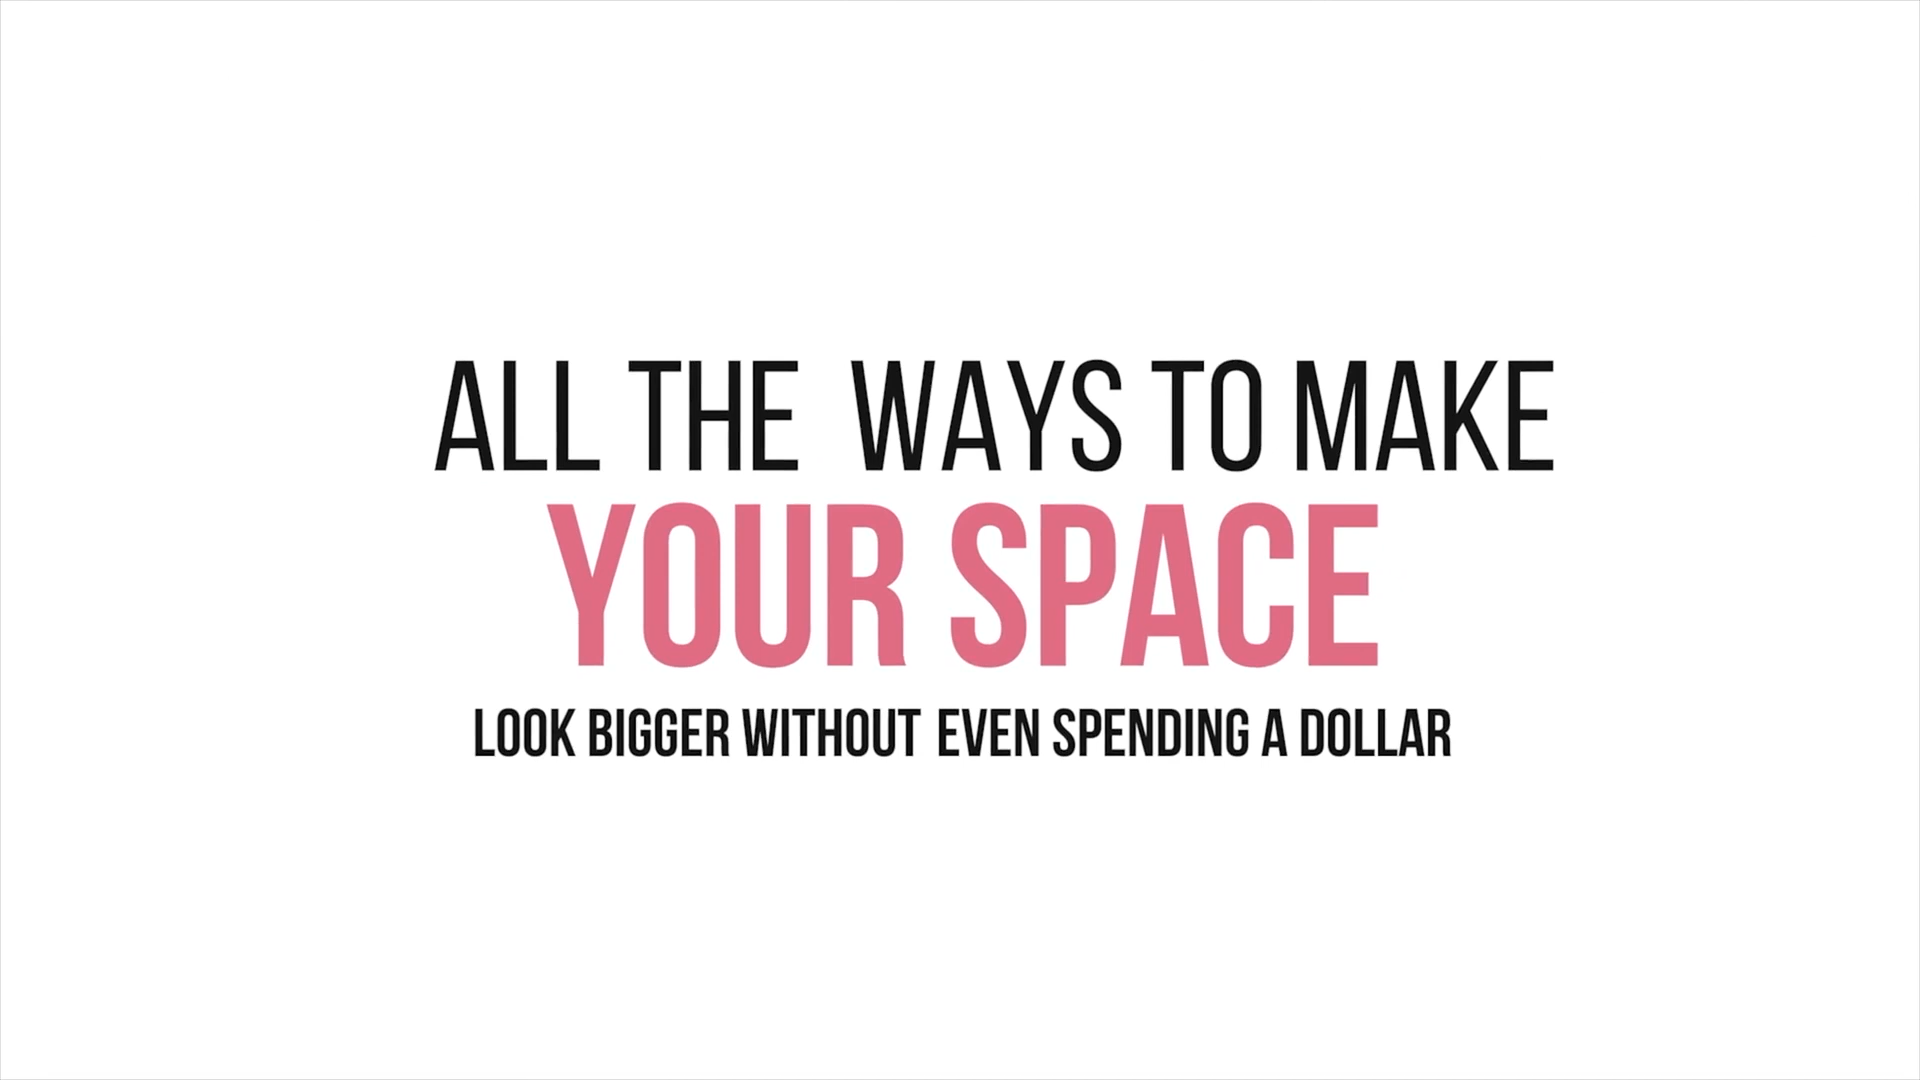 ALL THE WAYS TO MAKE
YOUR SPACE
LOOK BIGGER WITHOUT EVEN SPENDING A DOLLAR